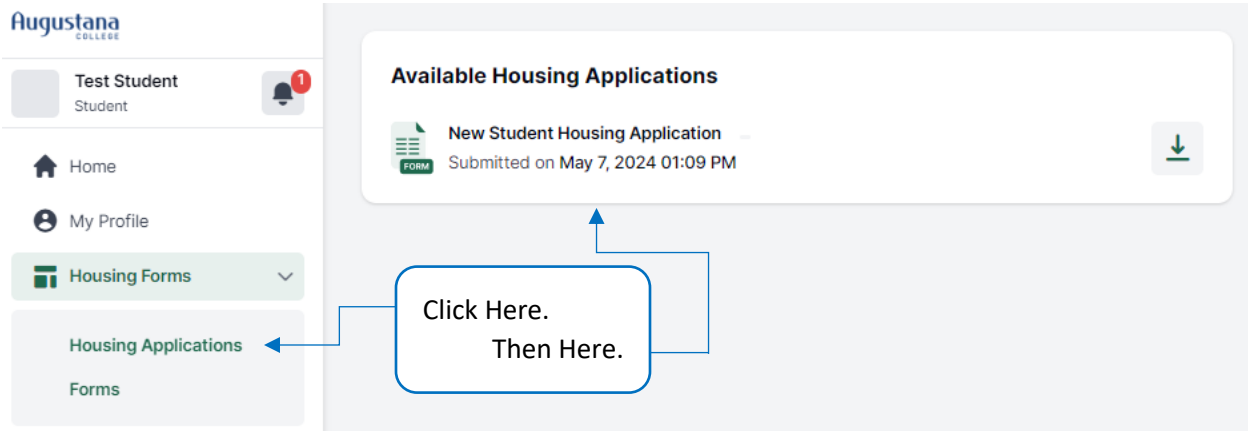 Augustana
COLLEGE
Test Student
Student
1
Home
My Profile
Housing Forms
Housing Applications
Forms
Available Housing Applications
New Student Housing Application
FORM
Submitted on May 7, 2024 01:09 PM
Click Here.
Then Here.